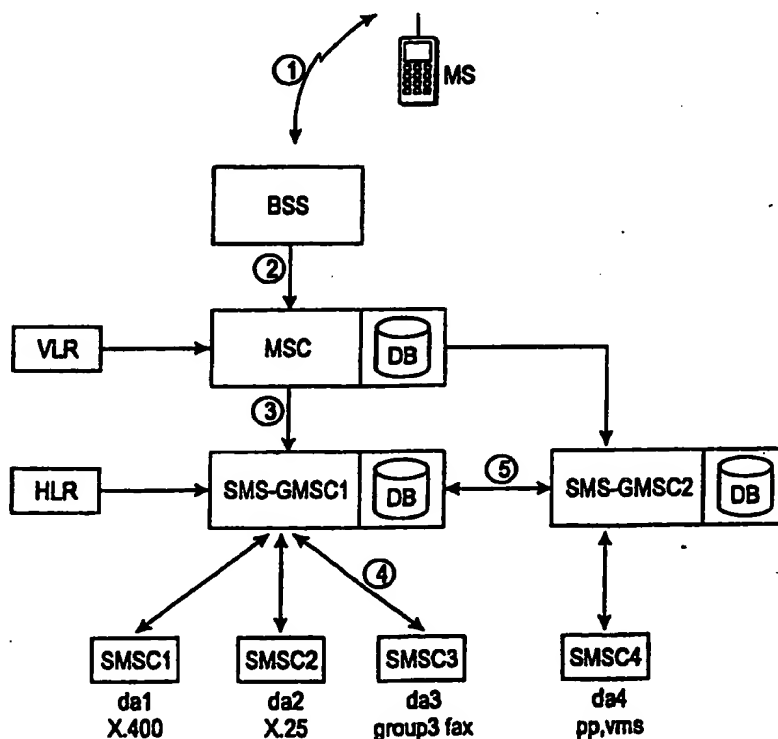 1
MS
BSS
2
VLR
MSC
DB
3
HLR
SMS-GMSC1
DB
5
SMS-GMSC2
DB
4
SMSC1
SMSC2
SMSC3
SMSC4
da1
da2
da3
da4
X.400
X.25
group3 fax
pp,vms